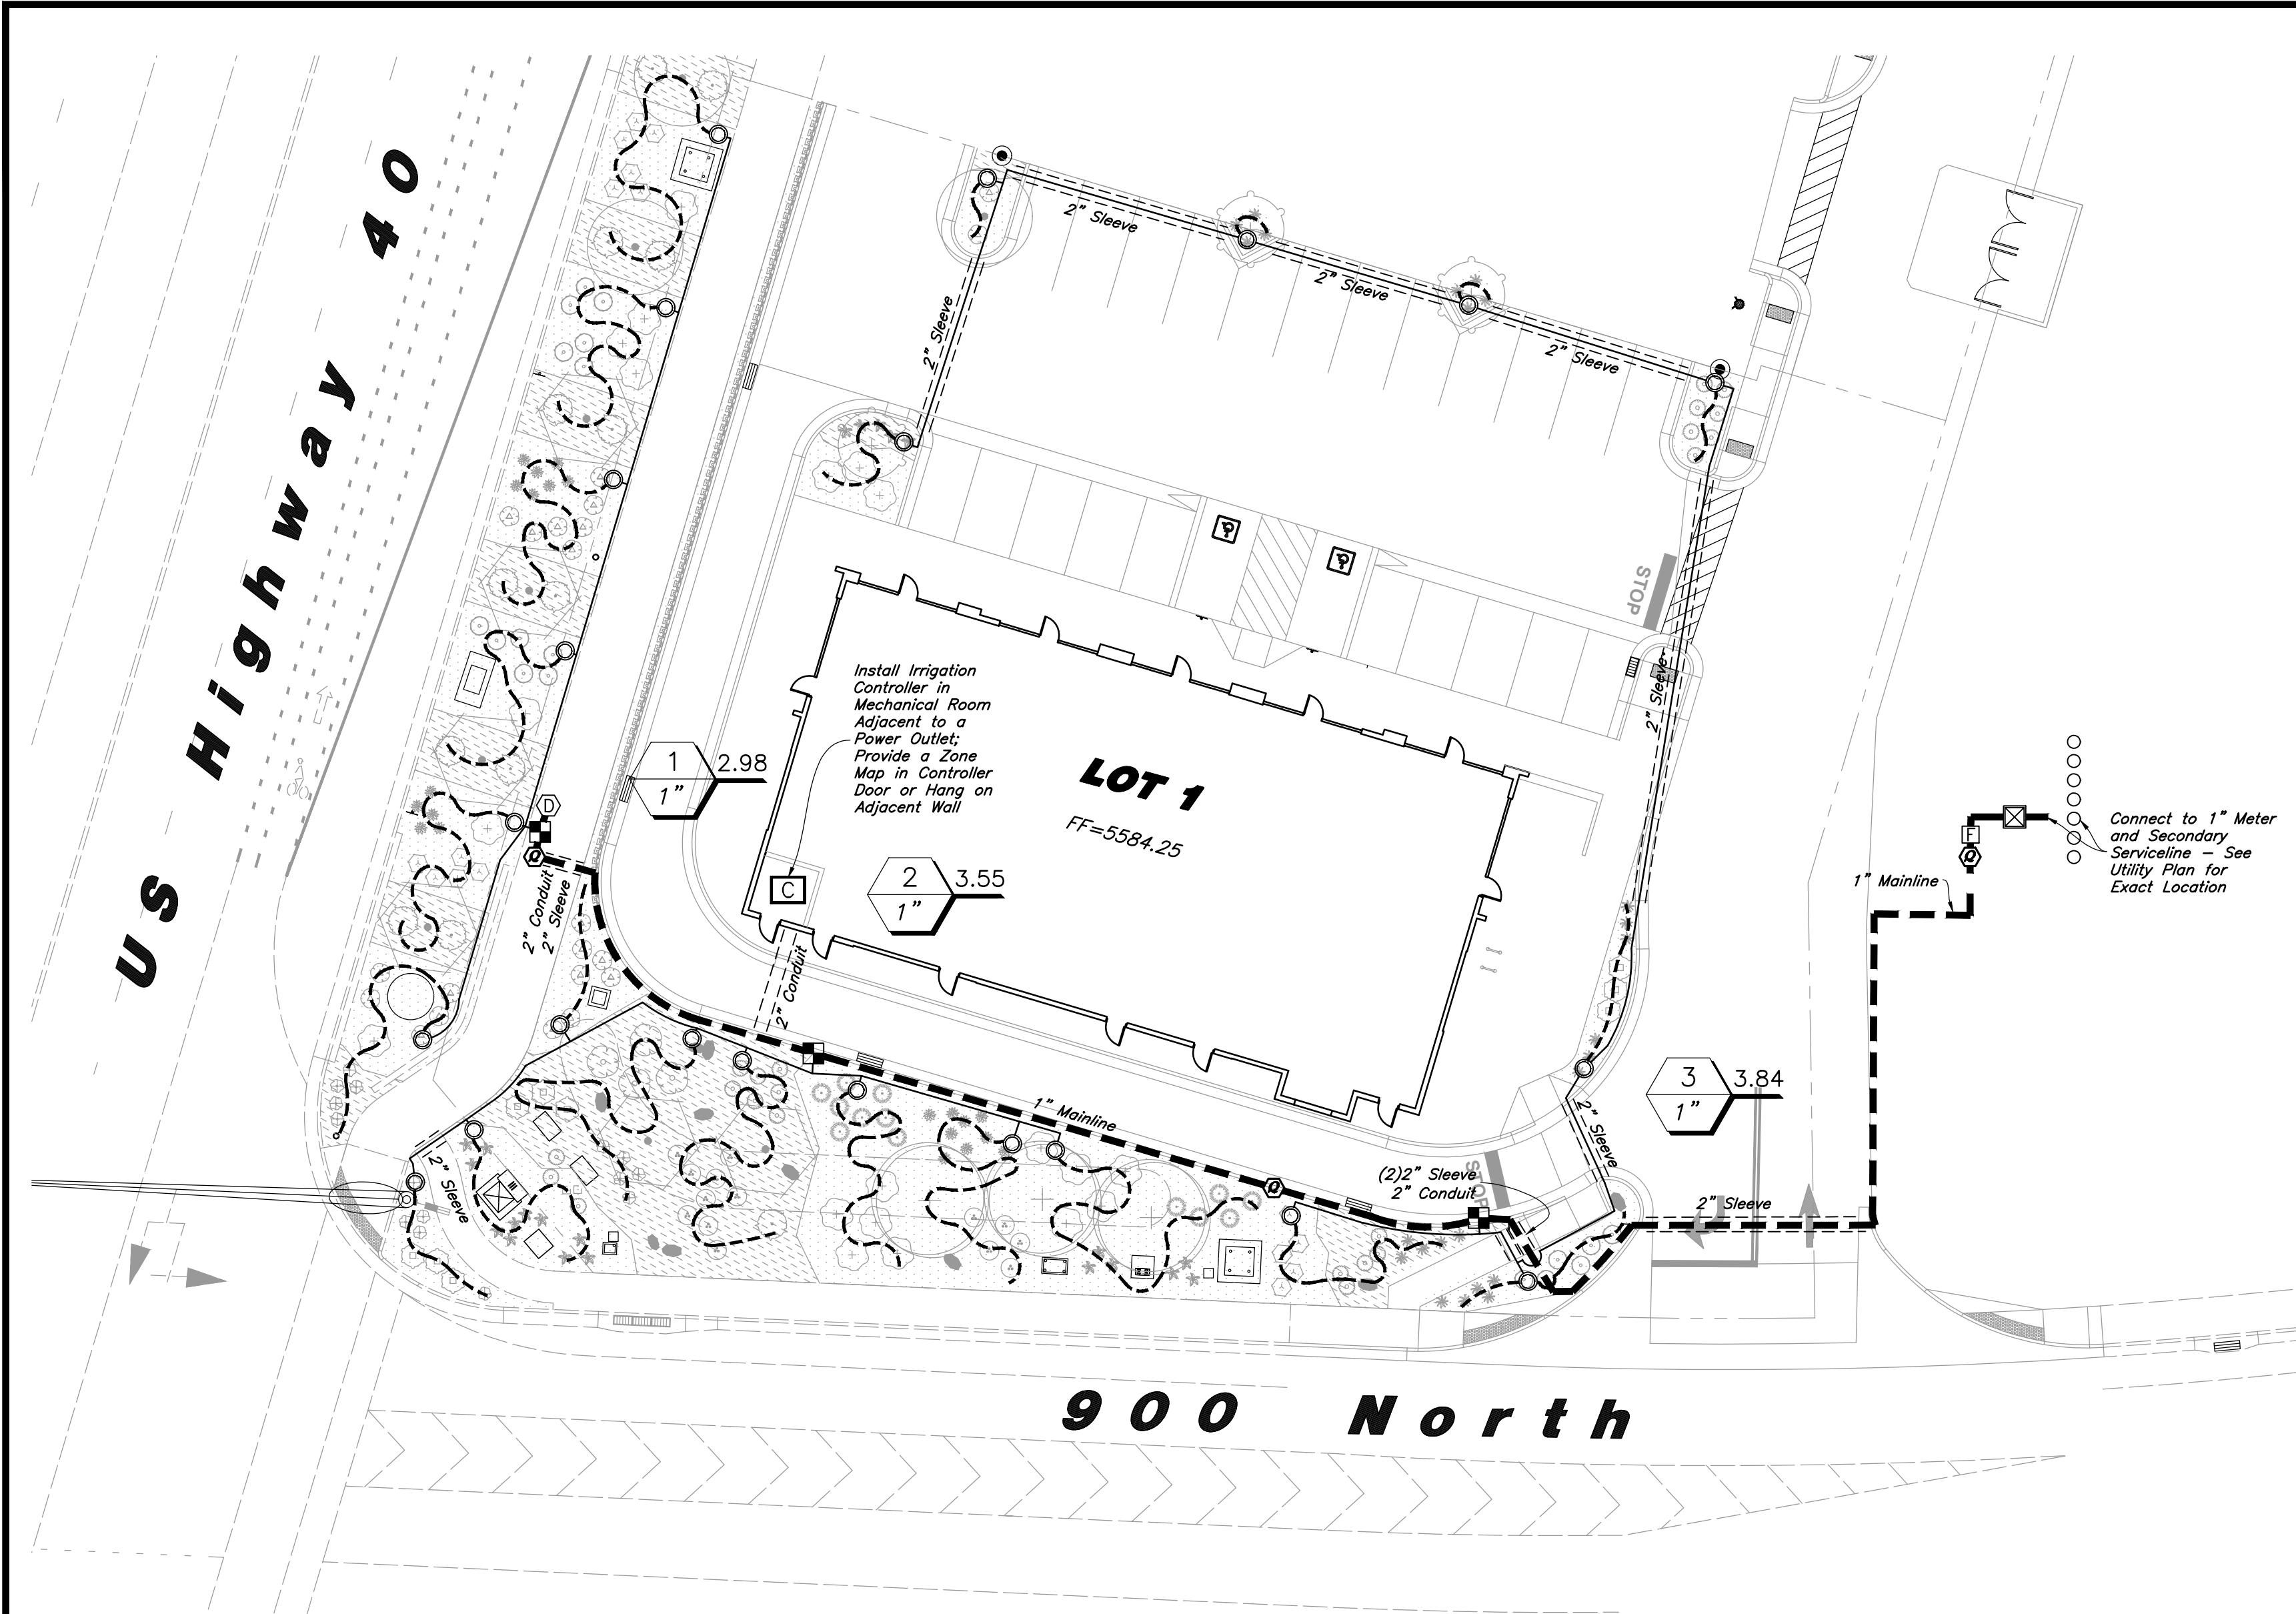 US Highway 40
2" Sleeve
2" Sleeve
2" Sleeve
2" Sleeve
2" Sleeve
STOP
2" Sleeve
Install Irrigation
Controller in
Mechanical Room
Adjacent to a
Power Outlet;
Provide a Zone
Map in Controller
Door or Hang on
Adjacent Wall
LOT 1
FF=5584.25
1
2.98
1"
D
2" Conduit
2" Sleeve
C
2
3.55
1"
2" Conduit
F
Connect to 1" Meter
and Secondary
Serviceline – See
Utility Plan for
Exact Location
1" Mainline
3
3.84
1"
1" Mainline
2" Sleeve
2" Sleeve
(2)2" Sleeve
2" Conduit
STOP
2" Sleeve
900 North